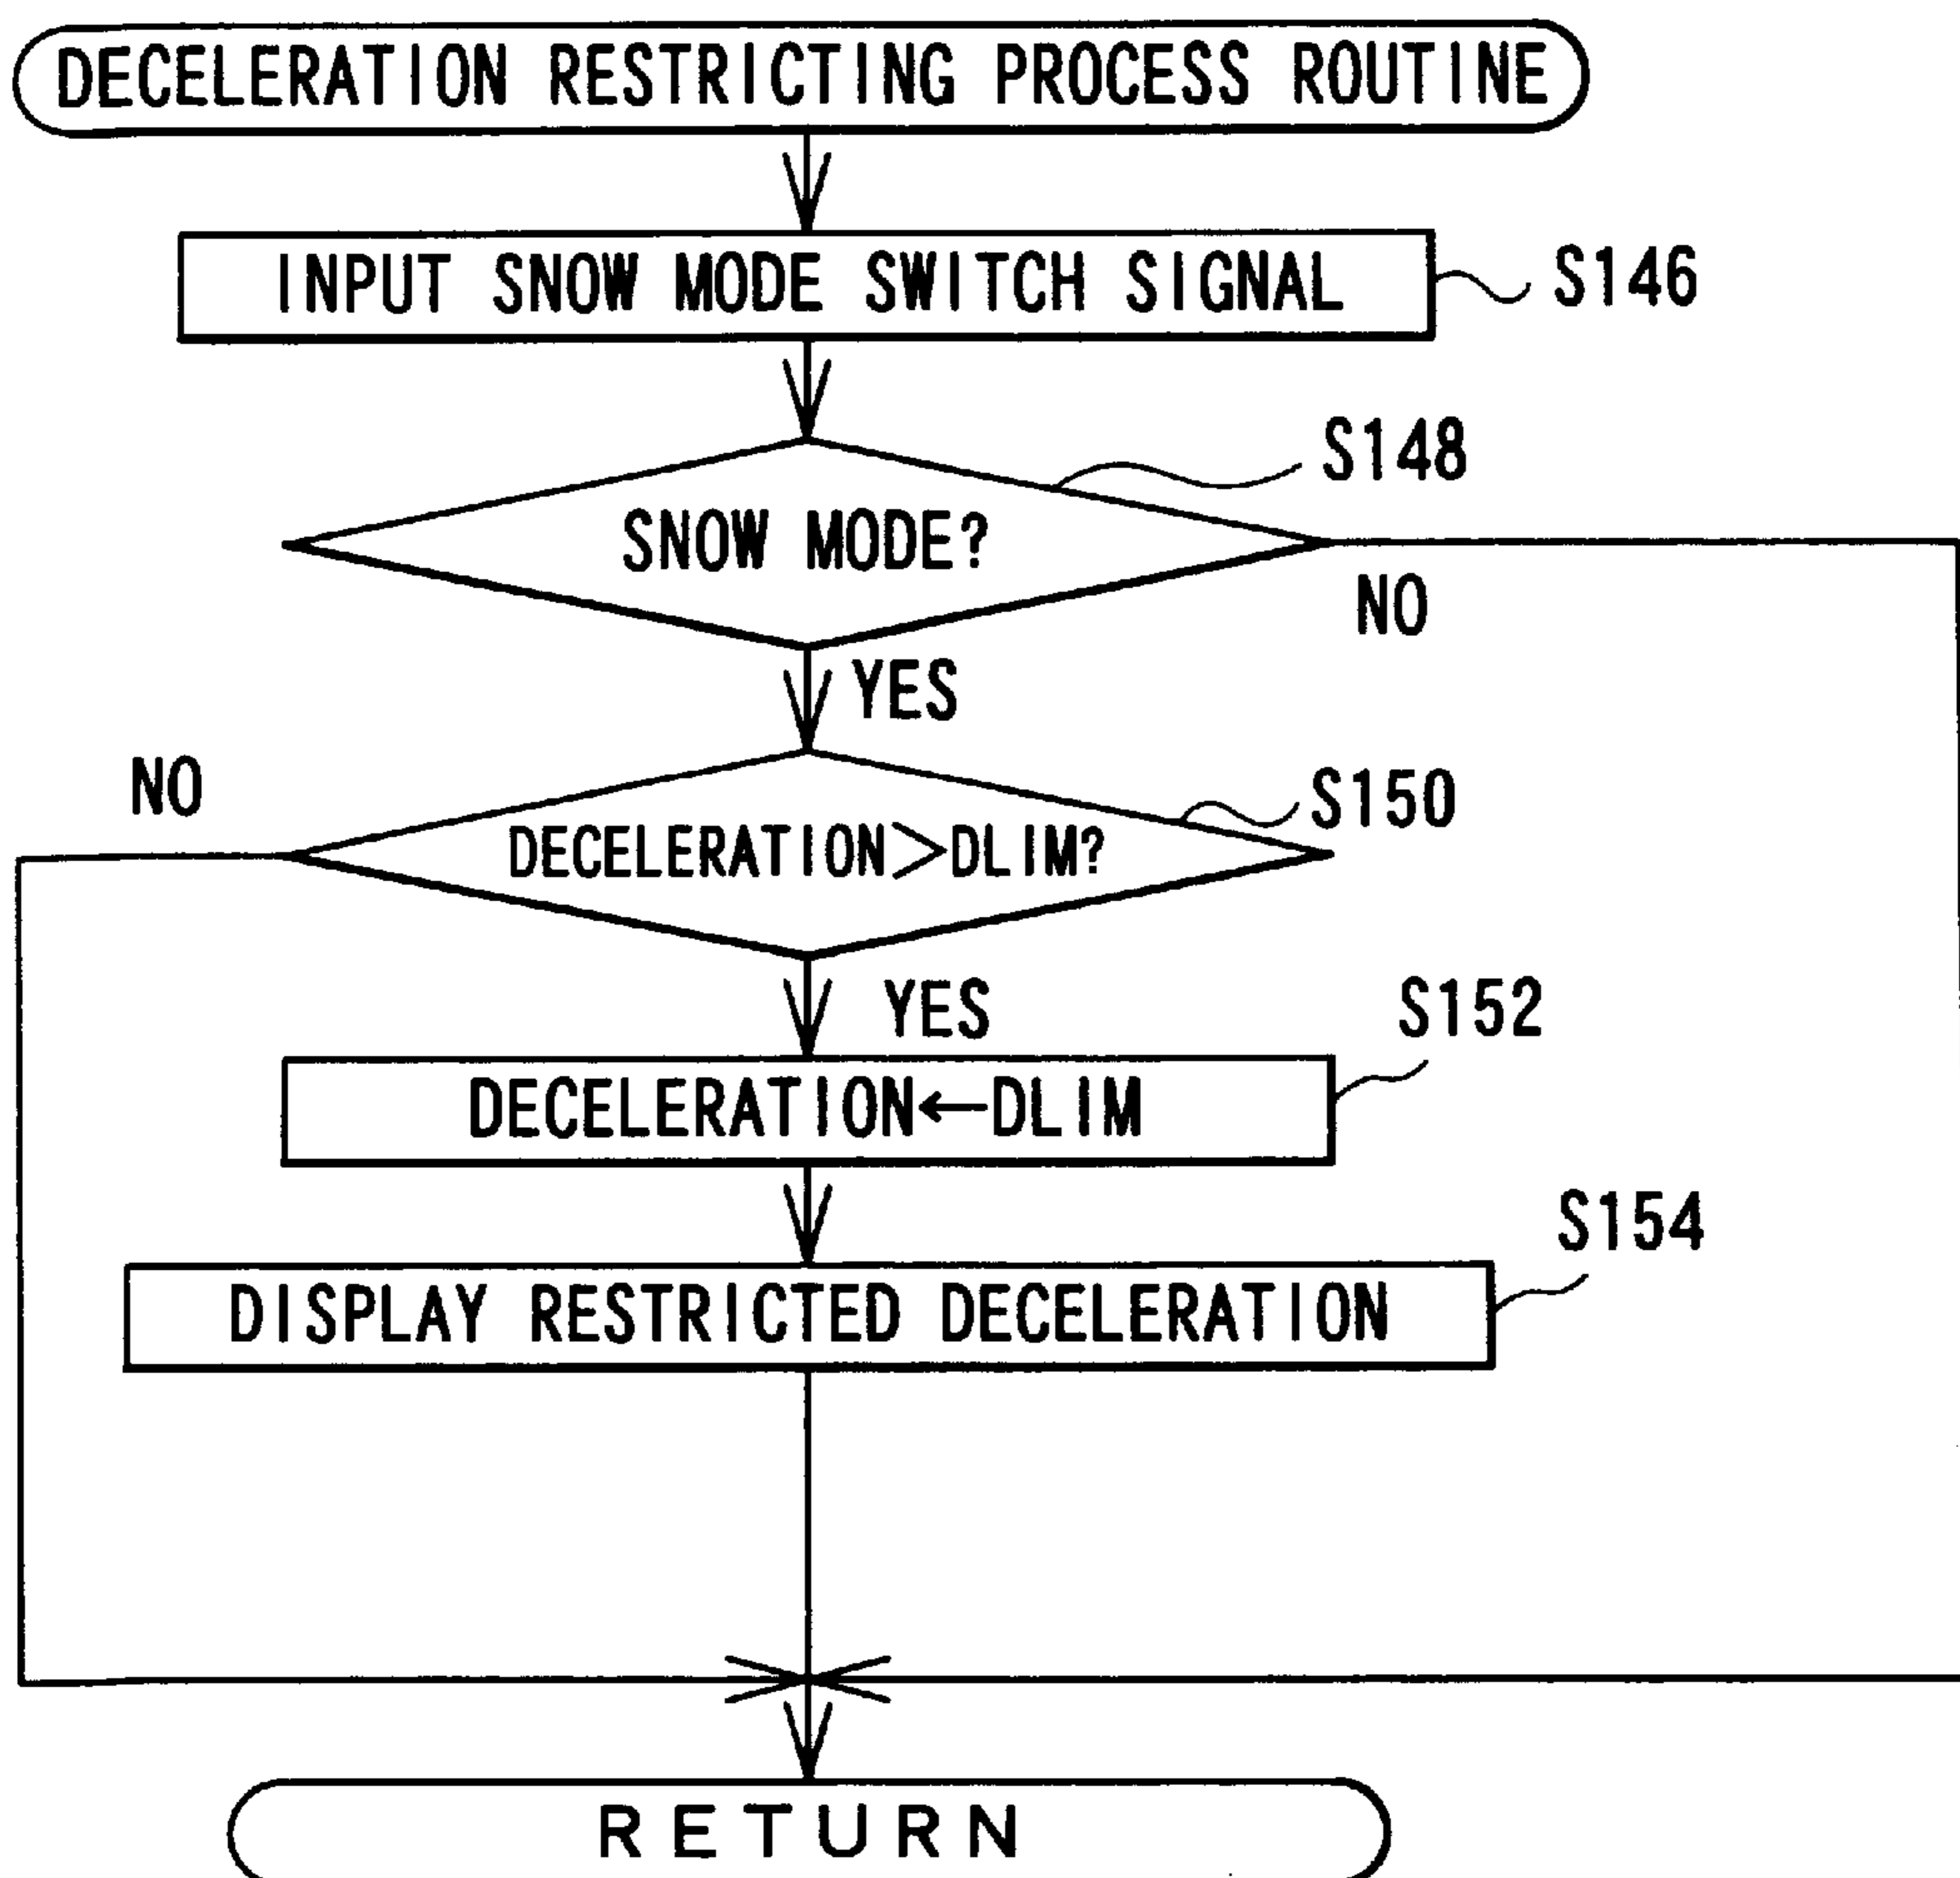 DECELERATION RESTRICTING PROCESS ROUTINE
INPUT SNOW MODE SWITCH SIGNAL
S146
S148
SNOW MODE?
NO
YES
NO
S150
DECELERATION>DLIM?
YES
S152
DECELERATION←DLIM
S154
DISPLAY RESTRICTED DECELERATION
RETURN